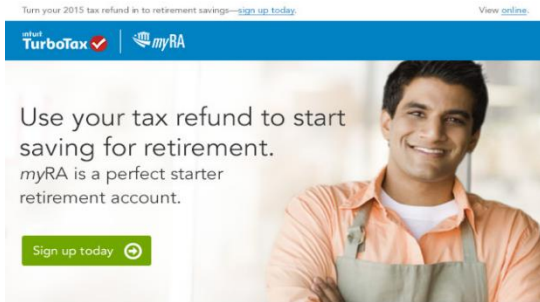 Turn your 2015 tax refund in to retirement savings—sign up today.
View online.
intuit
TurboTax
myRA
Use your tax refund to start
saving for retirement.
myRA is a perfect starter
retirement account.
Sign up today